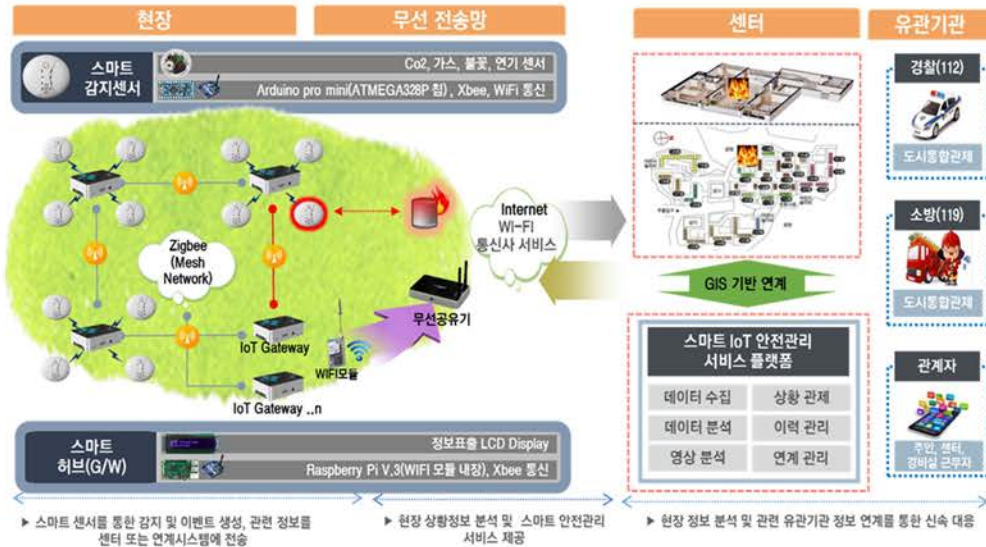 현장
무선 전송망
센터
유관기관
스마트
감지센서
Co2, 가스, 불꽃, 연기 센서
Arduino pro mini(ATMEGA328P 칩) , Xbee, WiFi 통신
Zigbee
(Mesh
Network)
IoT Gateway
IoT Gateway ..n
WIFI모듈
무선공유기
Internet
WI-FI
통신사 서비스
스마트
허브(G/W)
정보표출 LCD Display
Raspberry Pi V.3(WIFI 모듈 내장), Xbee 통신
GIS 기반 연계
스마트 IoT 안전관리
서비스 플랫폼
데이터 수집
상황 관제
데이터 분석
이력 관리
영상 분석
연계 관리
경찰(112)
도시통합관제
소방(119)
도시통합관제
관계자
주인, 센터,
경비실 근무자
▶ 스마트 센서를 통한 감지 및 이벤트 생성, 관련 정보를
센터 또는 연계시스템에 전송
▶ 현장 상황정보 분석 및 스마트 안전관리
서비스 제공
▶ 현장 정보 분석 및 관련 유관기관 정보 연계를 통한 신속 대응